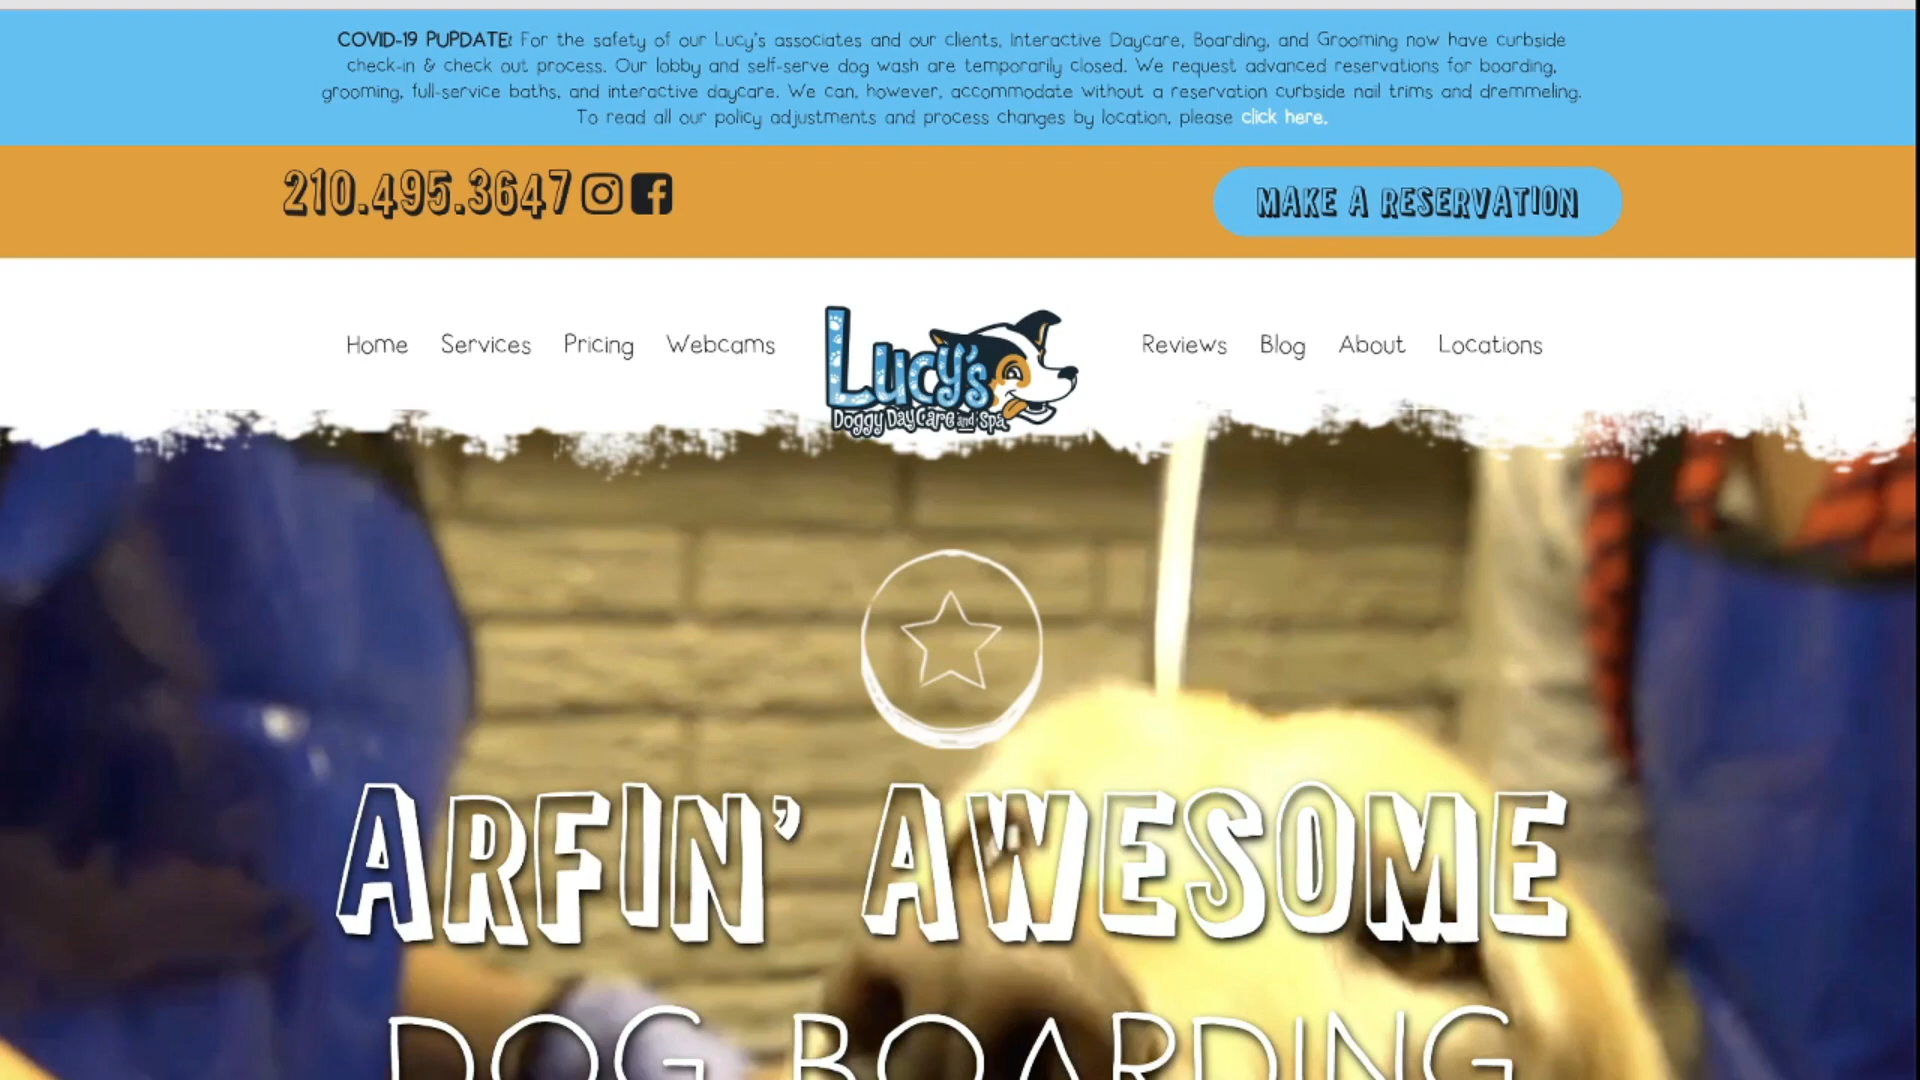 COVID-19 PUPDATE! For the safety of our Lucy's associates and our clients, Interactive Daycare, Boarding, and Grooming now have curbside
check-in & check out process. Our lobby and self-serve dog wash are temporarily closed. We request advanced reservations for boarding,
grooming, full-service baths, and interactive daycare. We can, however, accommodate without a reservation curbside nail trims and dremmeling.
To read all our policy adjustments and process changes by location, please click here.
210.495.3647
MAKE A RESERVATION
Home Services Pricing Webcams
Lucy's
Doggy DayCare and Spa
Reviews Blog About Locations
ARFIN' AWESOME
DOG BOARDING